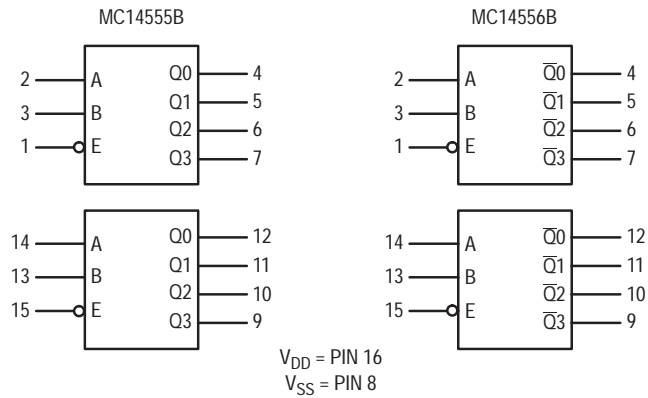 MC14555B
2 A Q0 4
3 B Q1 5
1 E Q2 6
Q3 7
14 A Q0 12
13 B Q1 11
15 E Q2 10
Q3 9
MC14556B
2 A Q̅0 4
3 B Q̅1 5
1 E Q̅2 6
Q̅3 7
14 A Q̅0 12
13 B Q̅1 11
15 E Q̅2 10
Q̅3 9
VDD = PIN 16
VSS = PIN 8